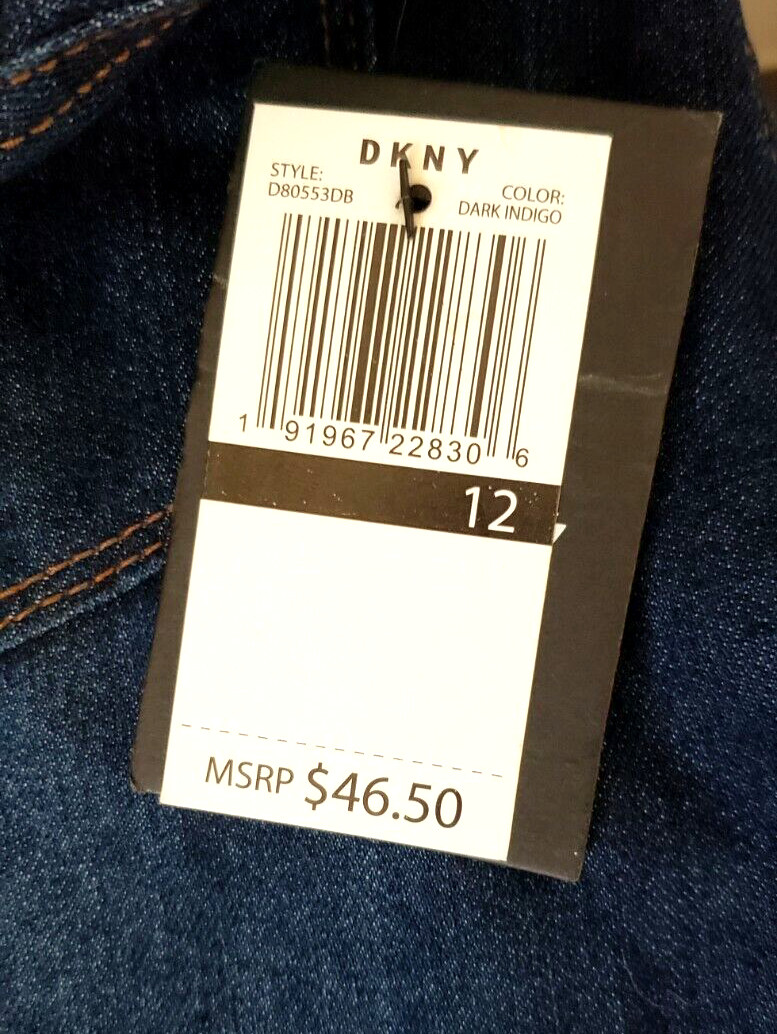 DKNY
STYLE:
D80553DB
COLOR:
DARK INDIGO
1 91967 22830 6
12
MSRP $46.50